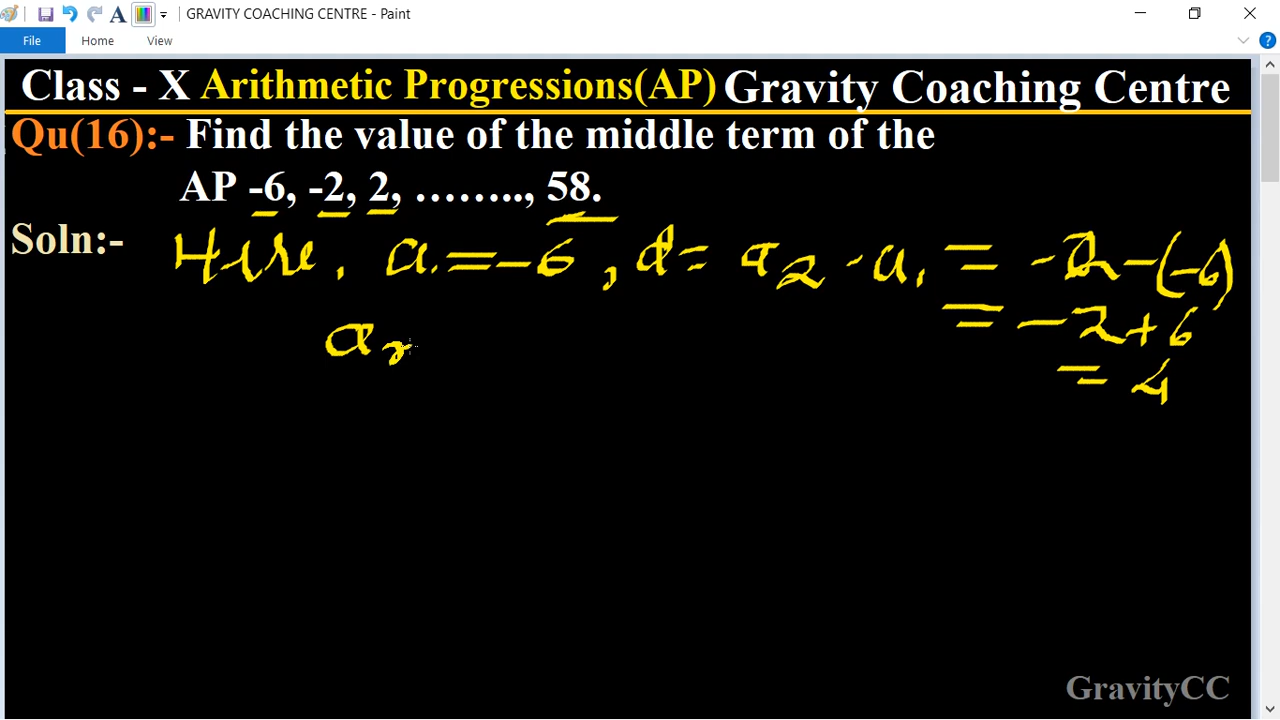 GRAVITY COACHING CENTRE - Paint
File Home View
Class - X Arithmetic Progressions(AP) Gravity Coaching Centre
Qu(16):- Find the value of the middle term of the
AP -6, -2, 2, …….., 58.
Soln:- Here, a₁ = -6, d = a₂ - a₁ = -2-(-6)
= -2+6
aₙ
= 4
GravityCC